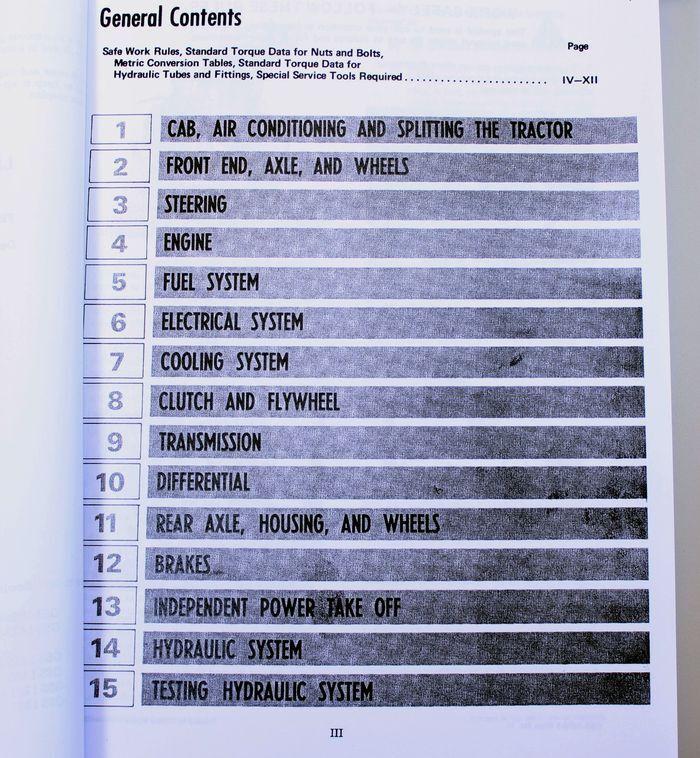 General Contents
Page
Safe Work Rules, Standard Torque Data for Nuts and Bolts,
Metric Conversion Tables, Standard Torque Data for
Hydraulic Tubes and Fittings, Special Service Tools Required ........................ IV–XII
1 CAB, AIR CONDITIONING AND SPLITTING THE TRACTOR
2 FRONT END, AXLE, AND WHEELS
3 STEERING
4 ENGINE
5 FUEL SYSTEM
6 ELECTRICAL SYSTEM
7 COOLING SYSTEM
8 CLUTCH AND FLYWHEEL
9 TRANSMISSION
10 DIFFERENTIAL
11 REAR AXLE, HOUSING, AND WHEELS
12 BRAKES
13 INDEPENDENT POWER TAKE OFF
14 HYDRAULIC SYSTEM
15 TESTING HYDRAULIC SYSTEM
III